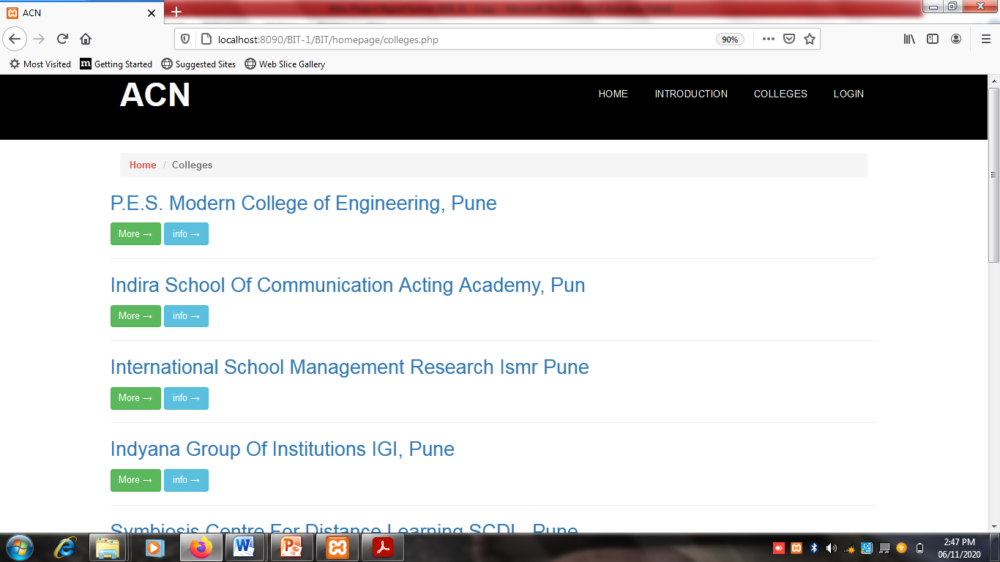 ACN
localhost:8090/BIT-1/BIT/homepage/colleges.php
90%
Most Visited
Getting Started
Suggested Sites
Web Slice Gallery
ACN
HOME
INTRODUCTION
COLLEGES
LOGIN
Home / Colleges
P.E.S. Modern College of Engineering, Pune
More → info →
Indira School Of Communication Acting Academy, Pun
More → info →
International School Management Research Ismr Pune
More → info →
Indyana Group Of Institutions IGI, Pune
More → info →
Symbiosis Centre For Distance Learning SCDL, Pune
2:47 PM
06/11/2020